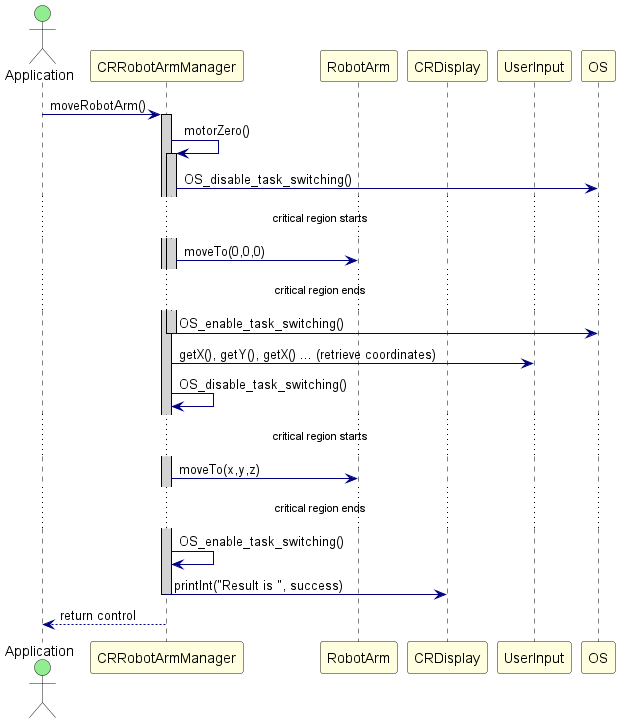 Application
CRRobotArmManager
RobotArm
CRDisplay
UserInput
OS
moveRobotArm()
motorZero()
OS_disable_task_switching()
critical region starts
moveTo(0,0,0)
critical region ends
OS_enable_task_switching()
getX(), getY(), getX() ... (retrieve coordinates)
OS_disable_task_switching()
critical region starts
moveTo(x,y,z)
critical region ends
OS_enable_task_switching()
printInt("Result is ", success)
return control
Application
CRRobotArmManager
RobotArm
CRDisplay
UserInput
OS